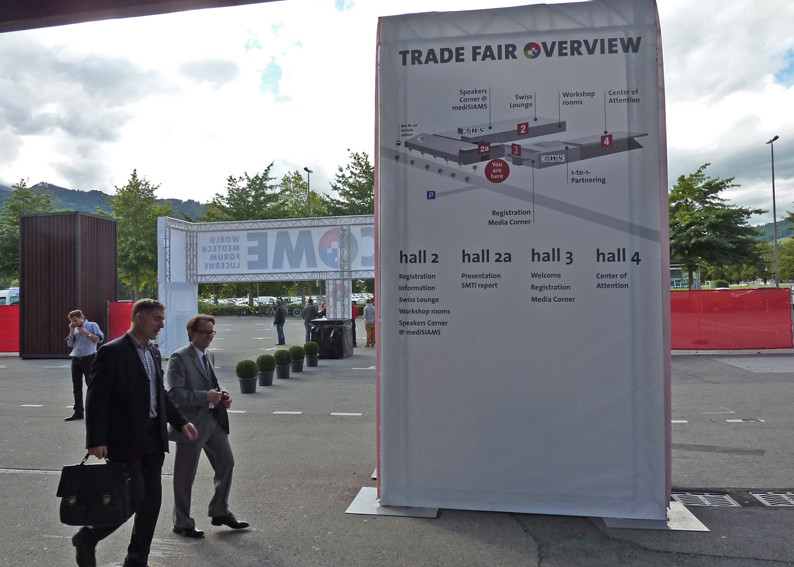 TRADE FAIR OVERVIEW
Speakers
Corner @
mediSIAMS
Swiss
Lounge
Workshop
rooms
Center of
Attention
2
2a
3
4
You
are
here
1-to-1-
Partnering
P
Registration
Media Corner
hall 2
Registration
Information
Swiss Lounge
Workshop rooms
Speakers Corner
@ mediSIAMS
hall 2a
Presentation
SMTI report
hall 3
Welcome
Registration
Media Corner
hall 4
Center of
Attention
COME
WORLD
MEDTECH
FORUM
LUCERNE